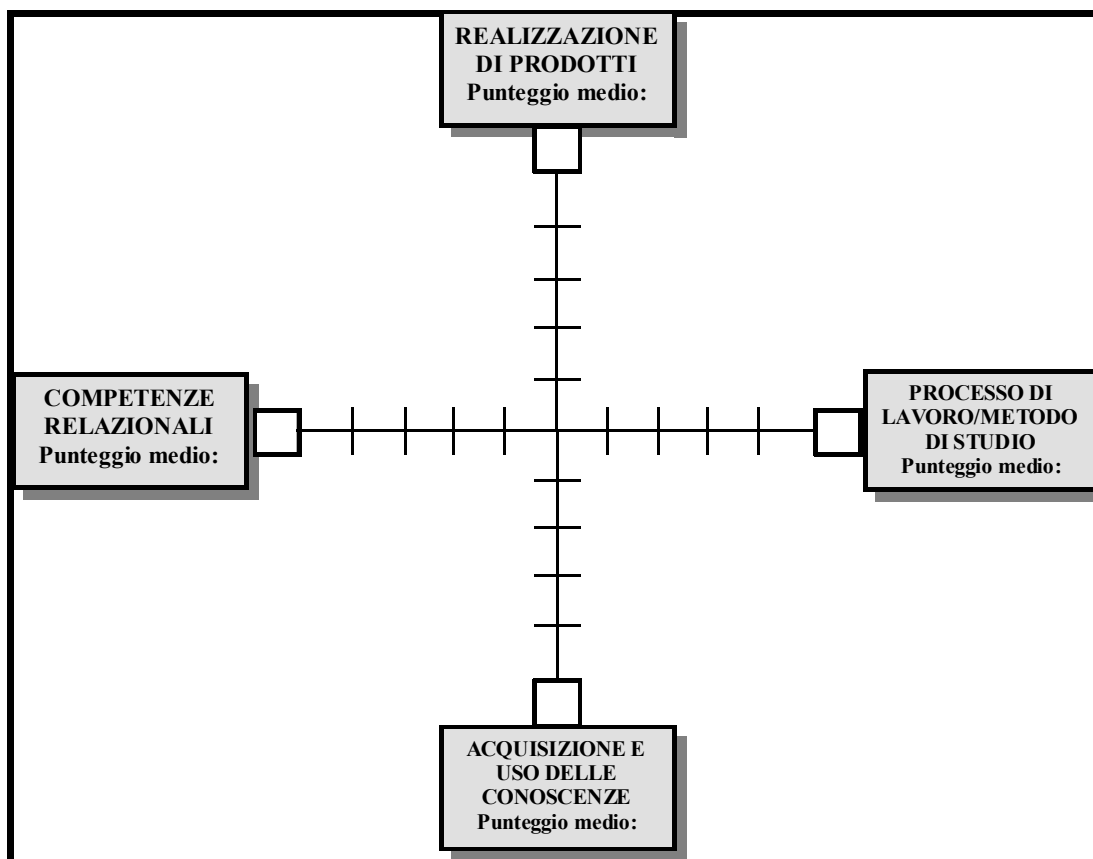 REALIZZAZIONE
DI PRODOTTI
Punteggio medio:
COMPETENZE
RELAZIONALI
Punteggio medio:
PROCESSO DI
LAVORO/METODO
DI STUDIO
Punteggio medio:
ACQUISIZIONE E
USO DELLE
CONOSCENZE
Punteggio medio: